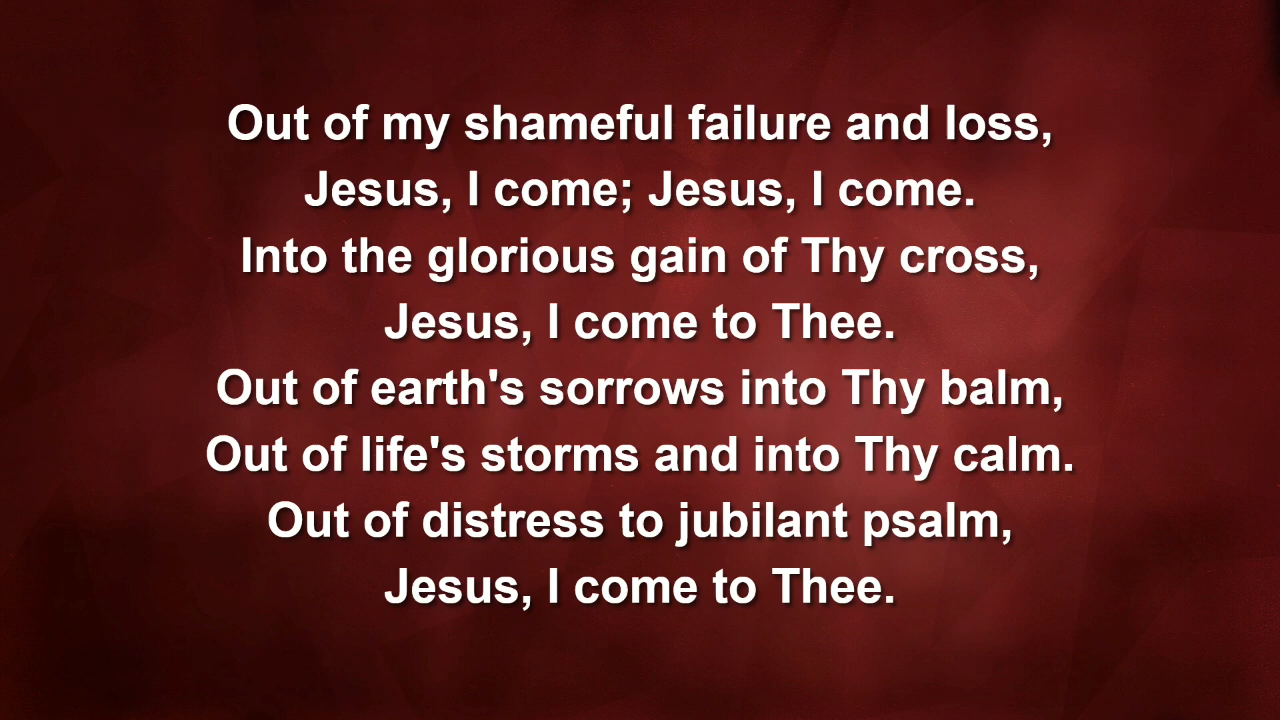 Out of my shameful failure and loss,
Jesus, I come; Jesus, I come.
Into the glorious gain of Thy cross,
Jesus, I come to Thee.
Out of earth's sorrows into Thy balm,
Out of life's storms and into Thy calm.
Out of distress to jubilant psalm,
Jesus, I come to Thee.